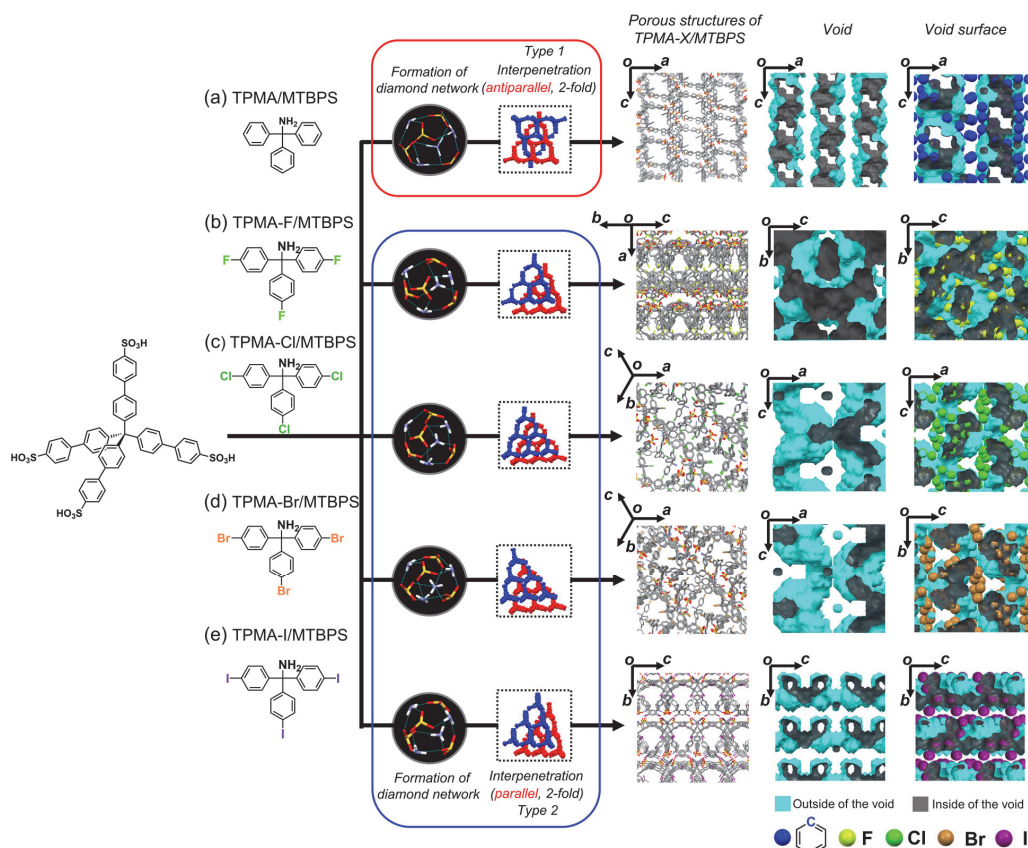 Porous structures of
TPMA-X/MTBPS
Void
Void surface
Type 1
Formation of
diamond network
Interpenetration
(antiparallel, 2-fold)
(a) TPMA/MTBPS
NH2
o
a
c
o
a
c
o
a
c
(b) TPMA-F/MTBPS
NH2
F
F
F
b
o
c
a
o
c
b
o
c
b
(c) TPMA-Cl/MTBPS
NH2
Cl
Cl
Cl
c
o
a
b
o
a
c
o
a
c
SO3H
HO3S
SO3H
HO3S
(d) TPMA-Br/MTBPS
NH2
Br
Br
Br
c
o
a
b
o
a
c
o
c
b
(e) TPMA-I/MTBPS
NH2
I
I
I
o
c
b
o
c
b
o
c
b
Formation of
diamond network
Interpenetration
(parallel, 2-fold)
Type 2
Outside of the void
Inside of the void
C
F
Cl
Br
I